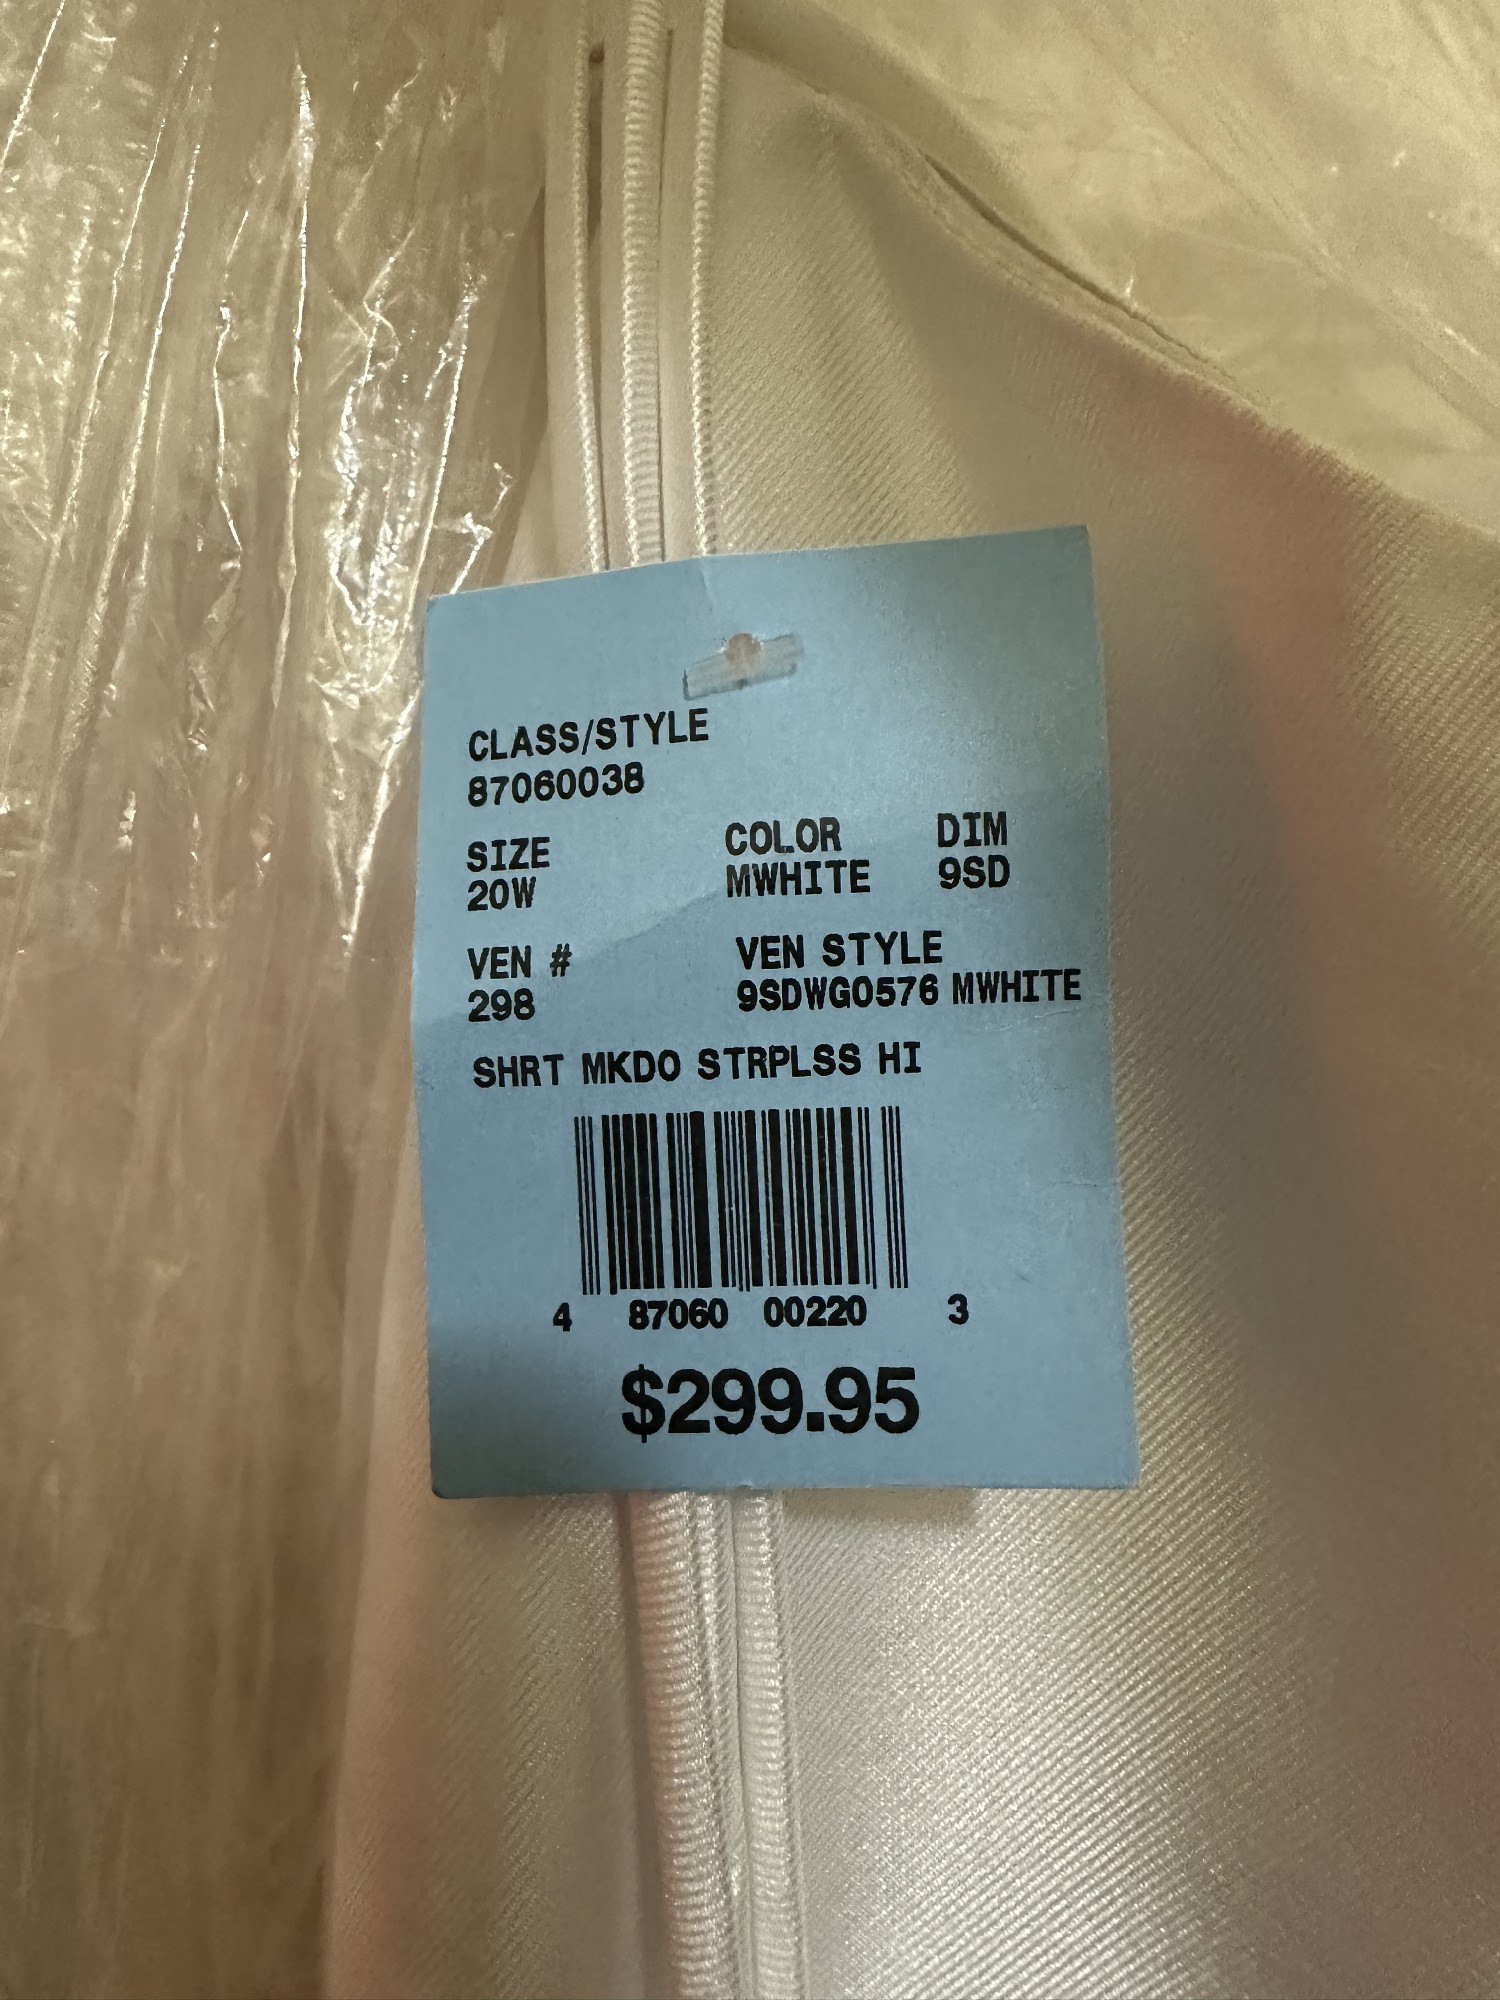 CLASS/STYLE
87060038
SIZE COLOR DIM
20W MWHITE 9SD
VEN # VEN STYLE
298 9SDWG0576 MWHITE
SHRT MKDO STRPLSS HI
4 87060 00220 3
$299.95